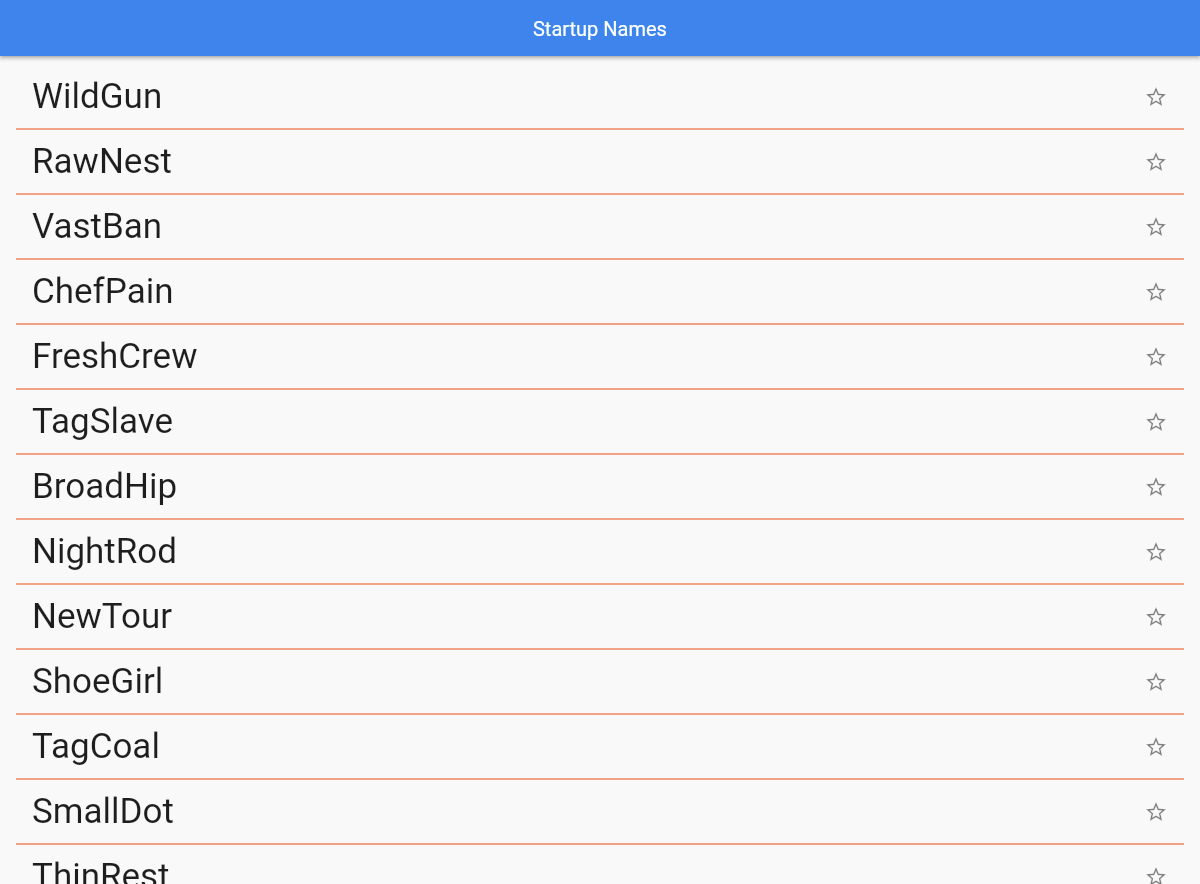 Startup Names
WildGun
RawNest
VastBan
ChefPain
FreshCrew
TagSlave
BroadHip
NightRod
NewTour
ShoeGirl
TagCoal
SmallDot
ThinRest